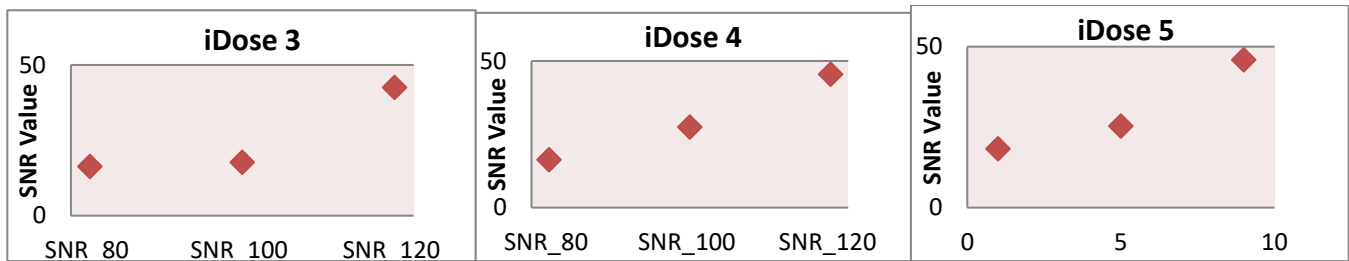 iDose 3
50
SNR Value
0
SNR_80 SNR_100 SNR_120
iDose 4
50
SNR Value
0
SNR_80 SNR_100 SNR_120
iDose 5
50
SNR Value
0
0 5 10